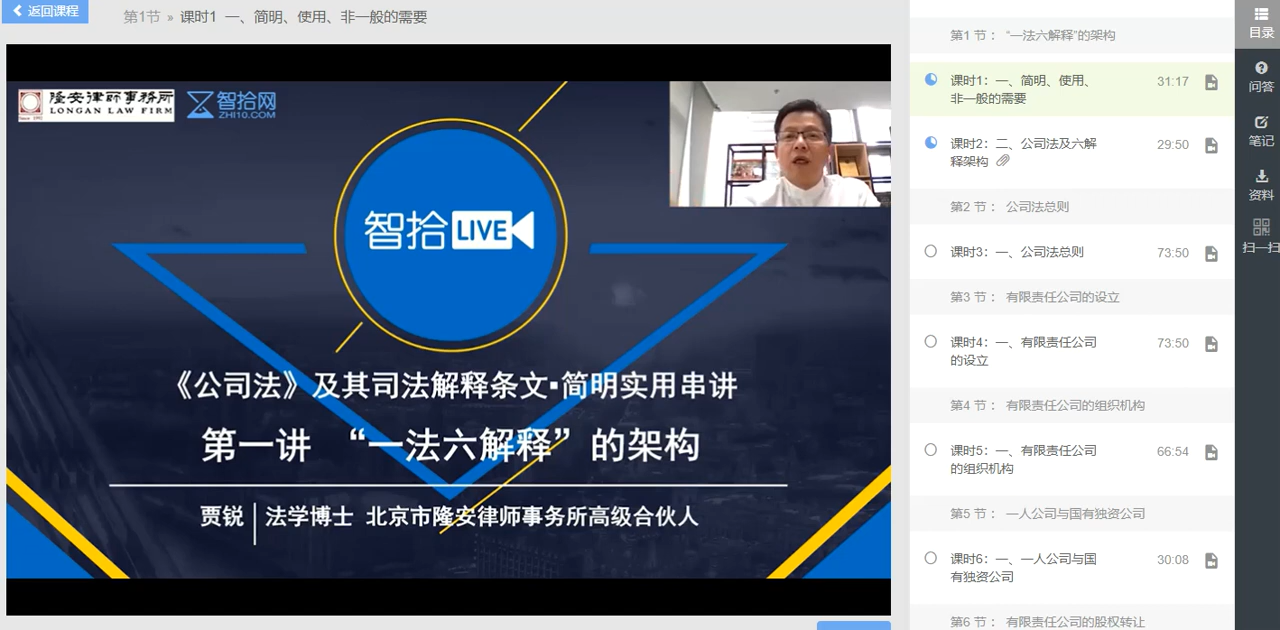 返回课程
第1节 » 课时1 一、简明、使用、非一般的需要
隆安律師事務所
LONGAN LAW FIRM
Since 1992
智拾网
ZHI10.COM
智拾 LIVE
《公司法》及其司法解释条文▪简明实用串讲
第一讲 “一法六解释”的架构
贾锐 法学博士 北京市隆安律师事务所高级合伙人
第1 节： “一法六解释”的架构
课时1：一、简明、使用、 31:17
非一般的需要
课时2：二、公司法及六解 29:50
释架构
第2 节： 公司法总则
课时3：一、公司法总则 73:50
第3 节： 有限责任公司的设立
课时4：一、有限责任公司 73:50
的设立
第4 节： 有限责任公司的组织机构
课时5：一、有限责任公司 66:54
的组织机构
第5 节： 一人公司与国有独资公司
课时6：一、一人公司与国 30:08
有独资公司
第6 节： 有限责任公司的股权转让
目录
问答
笔记
资料
扫一扫